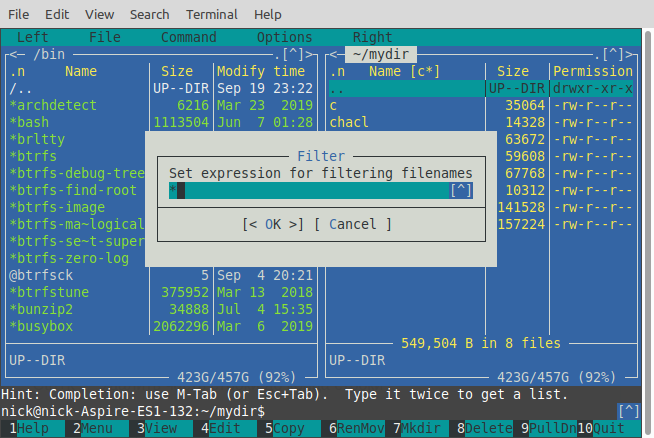 File Edit View Search Terminal Help
Left File Command Options Right
<— /bin .[^]> <— ~/mydir .[^]>
.n Name Size Modify time .n Name [c*] Size Permission
/.. UP--DIR Sep 19 23:22 .. UP--DIR drwxr-xr-x
*archdetect 6216 Mar 23 2019 c 35064 -rw-r--r--
*bash 1113504 Jun 7 01:28 chacl 14328 -rw-r--r--
*brltty 63672 -rw-r--r--
*btrfs 59608 -rw-r--r--
*btrfs-debug-tree 67768 -rw-r--r--
*btrfs-find-root 10312 -rw-r--r--
*btrfs-image 141528 -rw-r--r--
*btrfs-ma~logical 157224 -rw-r--r--
*btrfs-se~t-super
*btrfs-zero-log
Filter
Set expression for filtering filenames
* [^]
[< OK >] [ Cancel ]
@btrfsck 5 Sep 4 20:21
*btrfstune 375952 Mar 13 2018
*bunzip2 34888 Jul 4 15:35
*busybox 2062296 Mar 6 2019
549,504 B in 8 files
UP--DIR UP--DIR
423G/457G (92%) 423G/457G (92%)
Hint: Completion: use M-Tab (or Esc+Tab). Type it twice to get a list.
nick@nick-Aspire-ES1-132:~/mydir$ [^]
1Help 2Menu 3View 4Edit 5Copy 6RenMov 7Mkdir 8Delete 9PullDn 10Quit